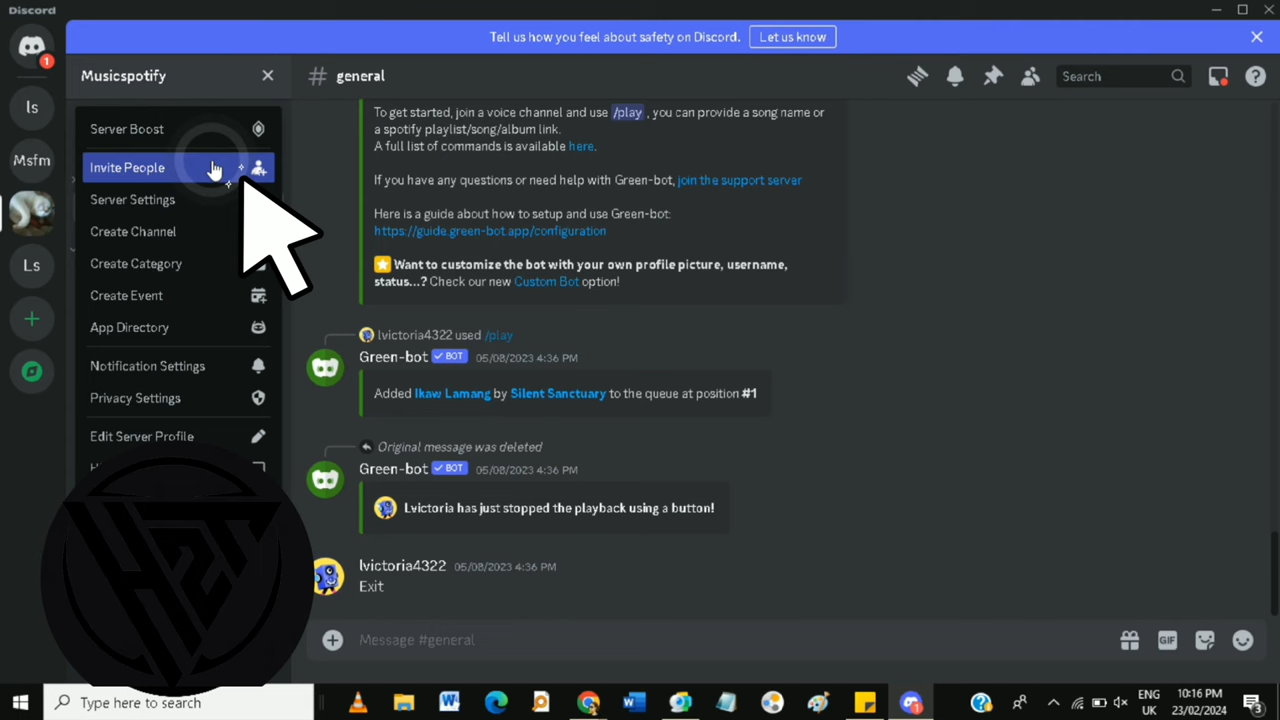 Discord
Tell us how you feel about safety on Discord.
Let us know
1
ls
Msfm
Ls
Musicspotify
Server Boost
Invite People
Server Settings
Create Channel
Create Category
Create Event
App Directory
Notification Settings
Privacy Settings
Edit Server Profile
general
Search
To get started, join a voice channel and use /play , you can provide a song name or
a spotify playlist/song/album link.
A full list of commands is available here.
If you have any questions or need help with Green-bot, join the support server
Here is a guide about how to setup and use Green-bot:
https://guide.green-bot.app/configuration
Want to customize the bot with your own profile picture, username,
status...? Check our new Custom Bot option!
lvictoria4322 used /play
Green-bot BOT 05/08/2023 4:36 PM
Added Ikaw Lamang by Silent Sanctuary to the queue at position #1
Original message was deleted
Green-bot BOT 05/08/2023 4:36 PM
Lvictoria has just stopped the playback using a button!
lvictoria4322 05/08/2023 4:36 PM
Exit
Message #general
GIF
H2T
Type here to search
ENG
UK
10:16 PM
23/02/2024
3